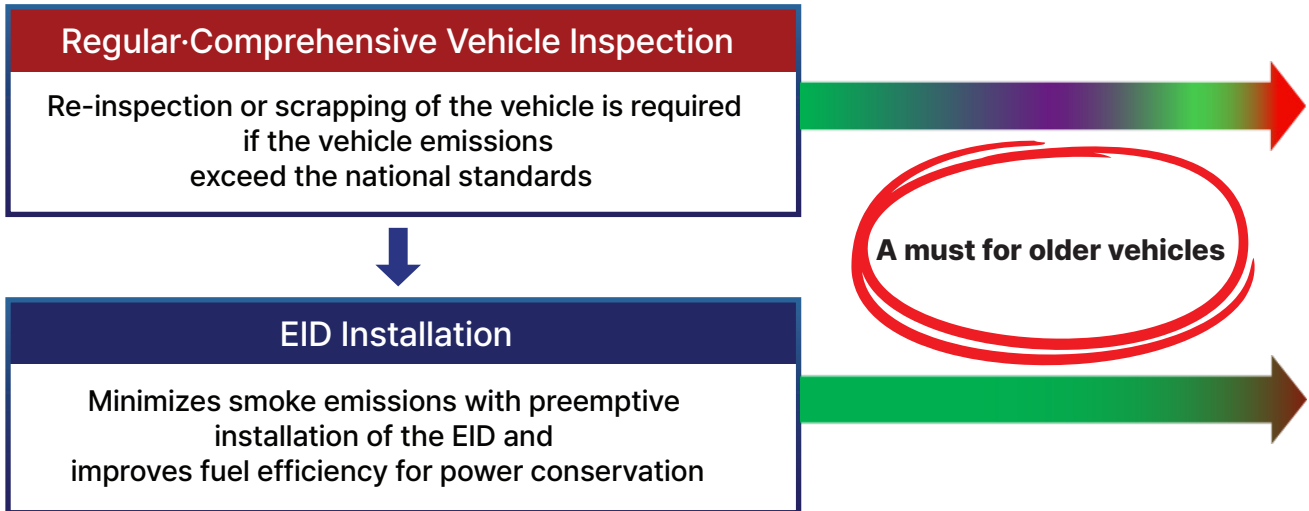 Regular·Comprehensive Vehicle Inspection
Re-inspection or scrapping of the vehicle is required
if the vehicle emissions
exceed the national standards
A must for older vehicles
EID Installation
Minimizes smoke emissions with preemptive
installation of the EID and
improves fuel efficiency for power conservation